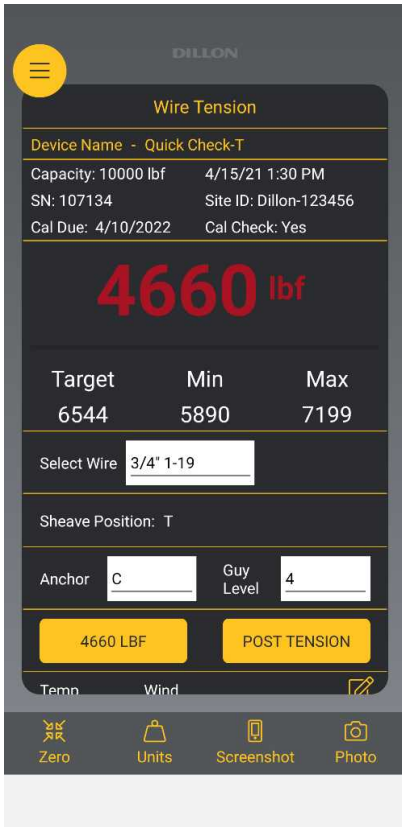 DILLON
Wire Tension
Device Name - Quick Check-T
Capacity: 10000 lbf 4/15/21 1:30 PM
SN: 107134 Site ID: Dillon-123456
Cal Due: 4/10/2022 Cal Check: Yes
4660 lbf
Target Min Max
6544 5890 7199
Select Wire 3/4" 1-19
Sheave Position: T
Anchor C Guy Level 4
4660 LBF POST TENSION
Temp Wind
Zero Units Screenshot Photo